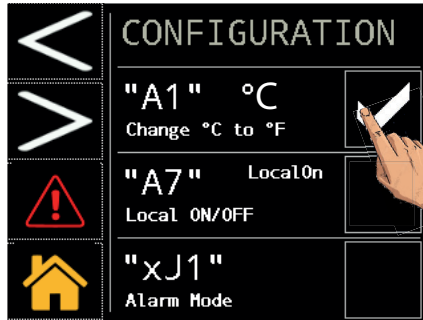 CONFIGURATION
"A1" °C
Change °C to °F
"A7" LocalOn
Local ON/OFF
"xJ1"
Alarm Mode